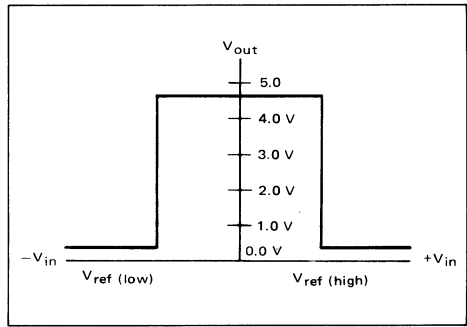 Vout
5.0
4.0 V
3.0 V
2.0 V
1.0 V
0.0 V
−Vin
+Vin
Vref (low)
Vref (high)